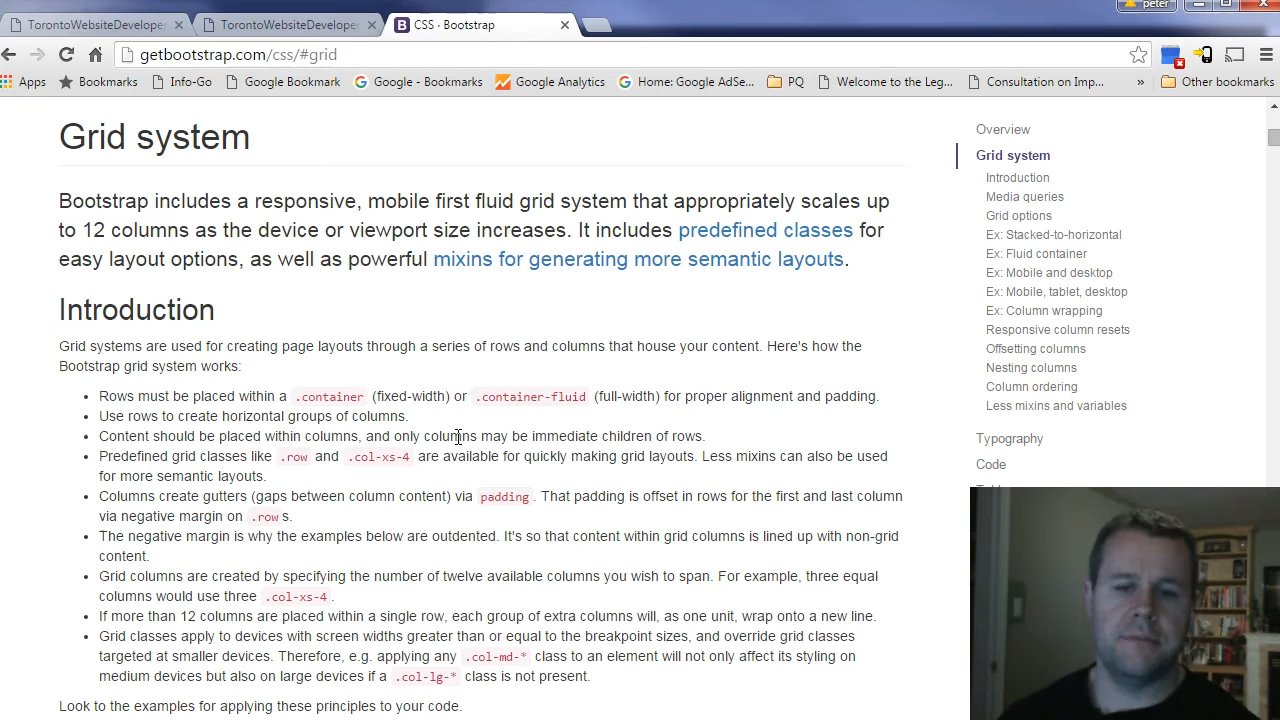 TorontoWebsiteDeveloper
TorontoWebsiteDeveloper
CSS · Bootstrap
peter
getbootstrap.com/css/#grid
Apps
Bookmarks
Info-Go
Google Bookmark
Google - Bookmarks
Google Analytics
Home: Google AdSe...
PQ
Welcome to the Leg...
Consultation on Imp...
»
Other bookmarks
Grid system
Bootstrap includes a responsive, mobile first fluid grid system that appropriately scales up
to 12 columns as the device or viewport size increases. It includes predefined classes for
easy layout options, as well as powerful mixins for generating more semantic layouts.
Introduction
Grid systems are used for creating page layouts through a series of rows and columns that house your content. Here's how the
Bootstrap grid system works:
• Rows must be placed within a .container (fixed-width) or .container-fluid (full-width) for proper alignment and padding.
• Use rows to create horizontal groups of columns.
• Content should be placed within columns, and only columns may be immediate children of rows.
• Predefined grid classes like .row and .col-xs-4 are available for quickly making grid layouts. Less mixins can also be used
for more semantic layouts.
• Columns create gutters (gaps between column content) via padding. That padding is offset in rows for the first and last column
via negative margin on .rows.
• The negative margin is why the examples below are outdented. It's so that content within grid columns is lined up with non-grid
content.
• Grid columns are created by specifying the number of twelve available columns you wish to span. For example, three equal
columns would use three .col-xs-4.
• If more than 12 columns are placed within a single row, each group of extra columns will, as one unit, wrap onto a new line.
• Grid classes apply to devices with screen widths greater than or equal to the breakpoint sizes, and override grid classes
targeted at smaller devices. Therefore, e.g. applying any .col-md-* class to an element will not only affect its styling on
medium devices but also on large devices if a .col-lg-* class is not present.
Look to the examples for applying these principles to your code.
Overview
Grid system
Introduction
Media queries
Grid options
Ex: Stacked-to-horizontal
Ex: Fluid container
Ex: Mobile and desktop
Ex: Mobile, tablet, desktop
Ex: Column wrapping
Responsive column resets
Offsetting columns
Nesting columns
Column ordering
Less mixins and variables
Typography
Code